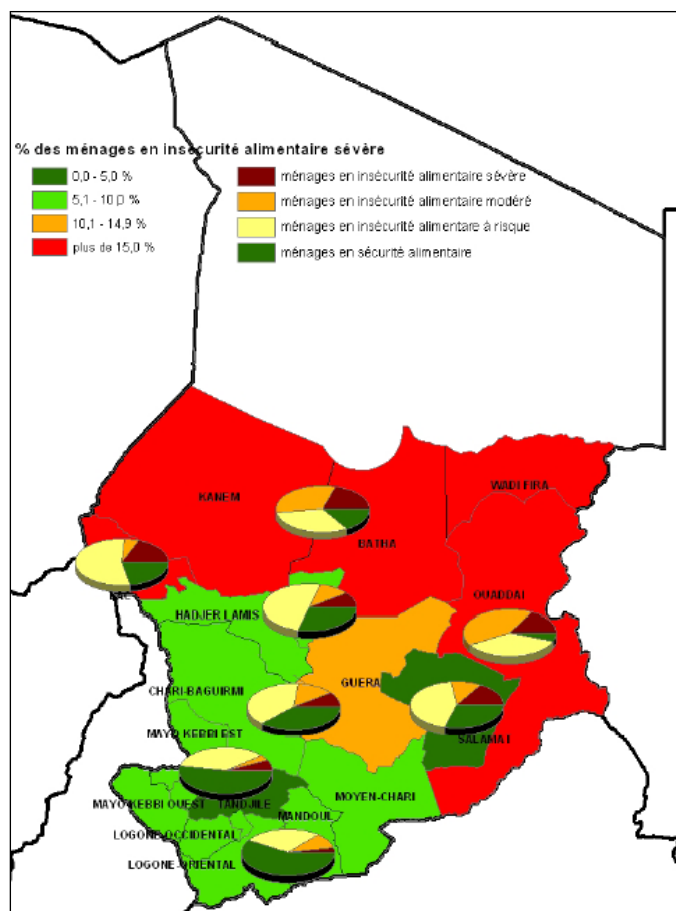 % des ménages en insécurité alimentaire sévère
0,0 - 5,0 %
5,1 - 10,0 %
10,1 - 14,9 %
plus de 15,0 %
ménages en insécurité alimentaire sévère
ménages en insécurité alimentaire modéré
ménages en insécurité alimentare à risque
ménages en sécurité alimentaire
KANEM
WADI FIRA
BATHA
OUADDAI
HADJER LAMIS
GUERA
CHARI-BAGUIRMI
MAYO KEBBI EST
SALAMAT
MAYO KEBBI OUEST
TANDJILE
MOYEN-CHARI
MANDOUL
LOGONE-OCCIDENTAL
LOGONE-ORIENTAL